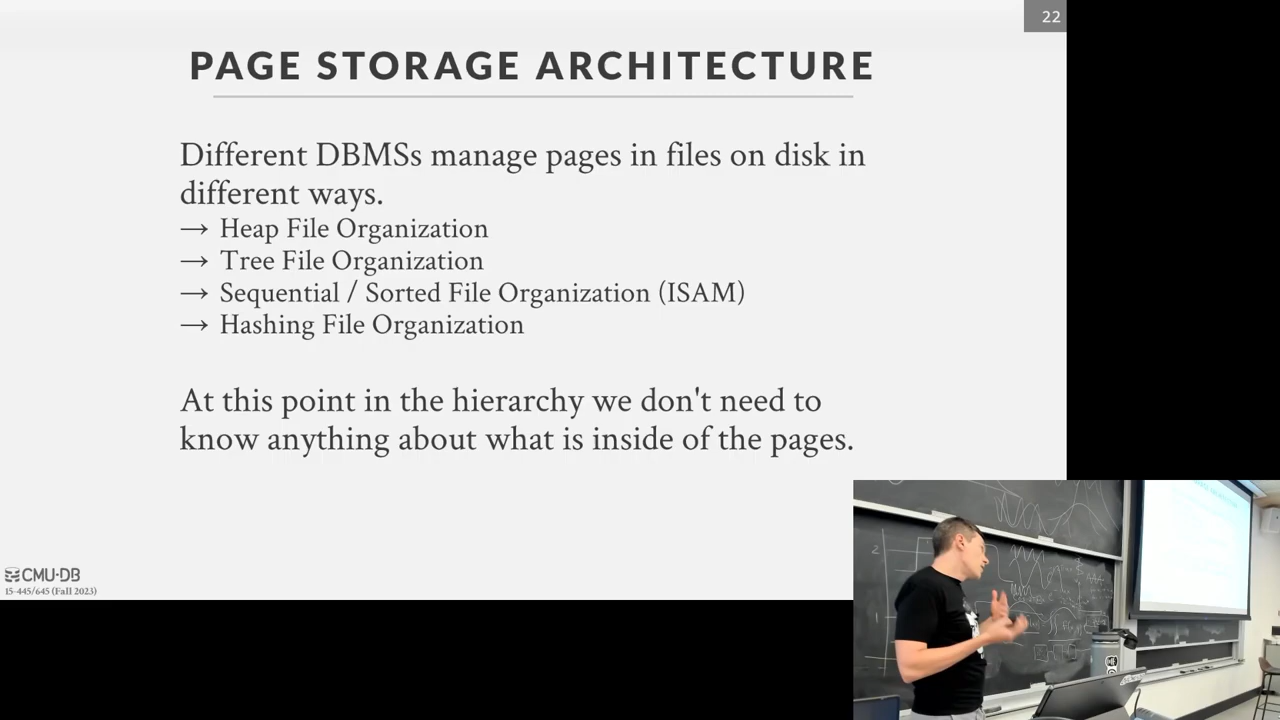 22
PAGE STORAGE ARCHITECTURE
Different DBMSs manage pages in files on disk in
different ways.
→ Heap File Organization
→ Tree File Organization
→ Sequential / Sorted File Organization (ISAM)
→ Hashing File Organization
At this point in the hierarchy we don't need to
know anything about what is inside of the pages.
CMU·DB
15-445/645 (Fall 2023)
2
1